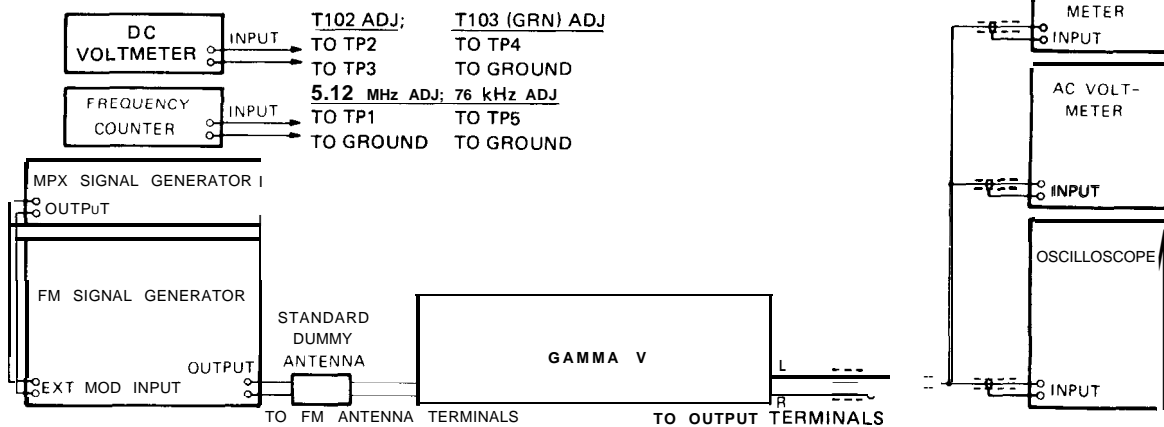 T102 ADJ; T103 (GRN) ADJ
DC
VOLTMETER
INPUT
TO TP2 TO TP4
TO TP3 TO GROUND
5.12 MHz ADJ; 76 kHz ADJ
FREQUENCY
COUNTER
INPUT
TO TP1 TO TP5
TO GROUND TO GROUND
MPX SIGNAL GENERATOR
OUTPUT
FM SIGNAL GENERATOR
OUTPUT
EXT MOD INPUT
STANDARD
DUMMY
ANTENNA
TO FM ANTENNA TERMINALS
GAMMA V
L
R
TO OUTPUT TERMINALS
METER
INPUT
AC VOLT-
METER
INPUT
OSCILLOSCOPE
INPUT